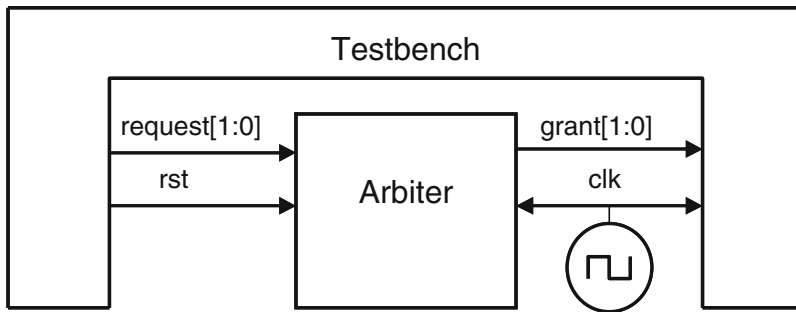 Testbench
request[1:0]
grant[1:0]
rst
clk
Arbiter